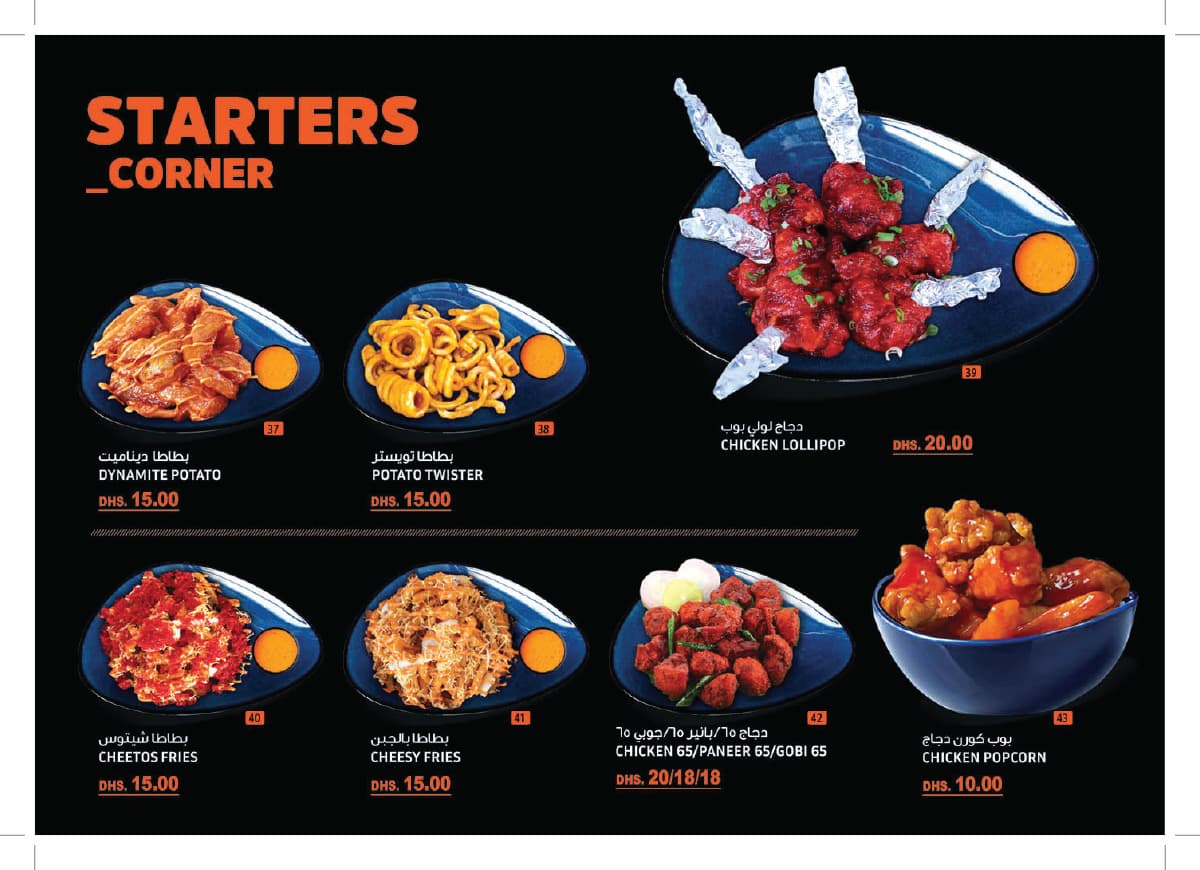 STARTERS
_CORNER
39
دجاج لولي بوب
CHICKEN LOLLIPOP
DHS. 20.00
37
بطاطا ديناميت
DYNAMITE POTATO
DHS. 15.00
38
بطاطا تويستر
POTATO TWISTER
DHS. 15.00
40
بطاطا شيتوس
CHEETOS FRIES
DHS. 15.00
41
بطاطا بالجبن
CHEESY FRIES
DHS. 15.00
42
دجاج ٦٥/بانير ٦٥/جوبي ٦٥
CHICKEN 65/PANEER 65/GOBI 65
DHS. 20/18/18
43
بوب كورن دجاج
CHICKEN POPCORN
DHS. 10.00